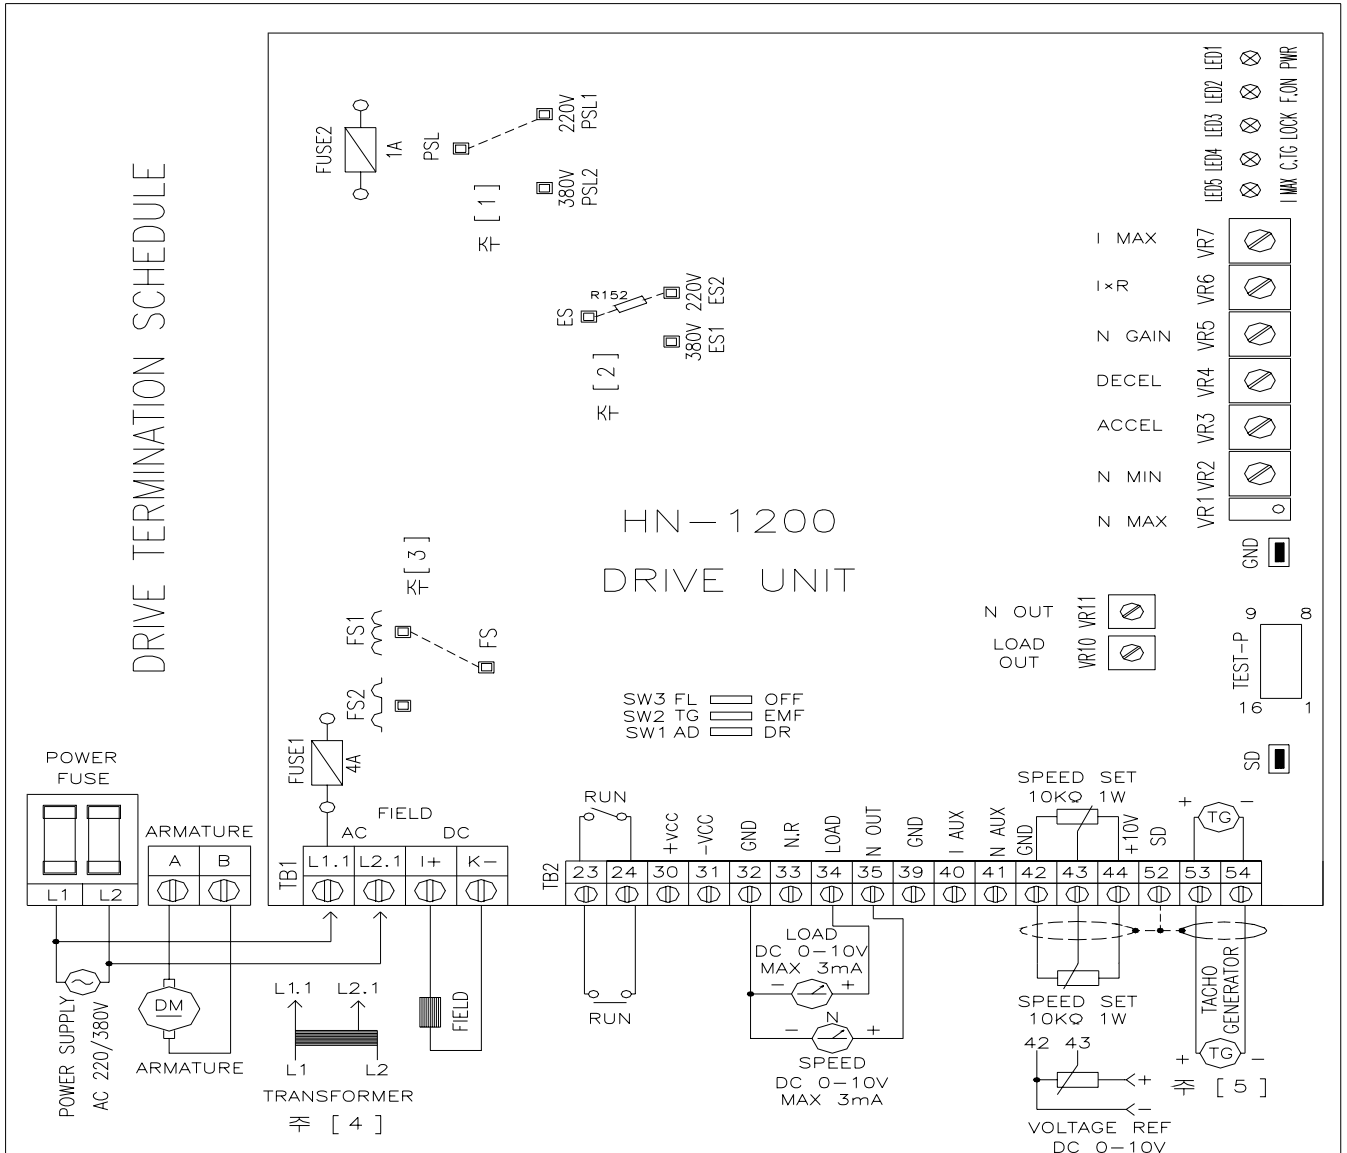 DRIVE TERMINATION SCHEDULE
FUSE2
1A
PSL
220V
PSL1
380V
PSL2
주 [ 1 ]
R152
ES
220V
ES2
380V
ES1
주 [ 2 ]
HN-1200
DRIVE UNIT
LED1 PWR
LED2 F.ON
LED3 LOCK
LED4 C.TG
LED5 I MAX
I MAX VR7
I×R VR6
N GAIN VR5
DECEL VR4
ACCEL VR3
N MIN VR2
N MAX VR1
GND
N OUT VR11
LOAD
OUT
VR10
TEST-P
9 8
16 1
SD
주 [ 3 ]
FS1
FS
FS2
FUSE1
4A
SW3 FL OFF
SW2 TG EMF
SW1 AD DR
POWER
FUSE
L1 L2
ARMATURE
A B
FIELD
AC DC
TB1
L1.1 L2.1 I+ K-
RUN
+VCC
-VCC
GND
N.R
LOAD
N OUT
GND
I AUX
N AUX
GND
SPEED SET
10KΩ 1W
+10V
SD
+ TG -
TB2
23 24 30 31 32 33 34 35 39 40 41 42 43 44 52 53 54
POWER SUPPLY
AC 220/380V
DM
ARMATURE
L1.1 L2.1
L1 L2
TRANSFORMER
주 [ 4 ]
FIELD
RUN
LOAD
DC 0-10V
MAX 3mA
- +
N
- +
SPEED
DC 0-10V
MAX 3mA
SPEED SET
10KΩ 1W
42 43
+
-
VOLTAGE REF
DC 0-10V
TACHO
GENERATOR
+ TG -
주 [ 5 ]